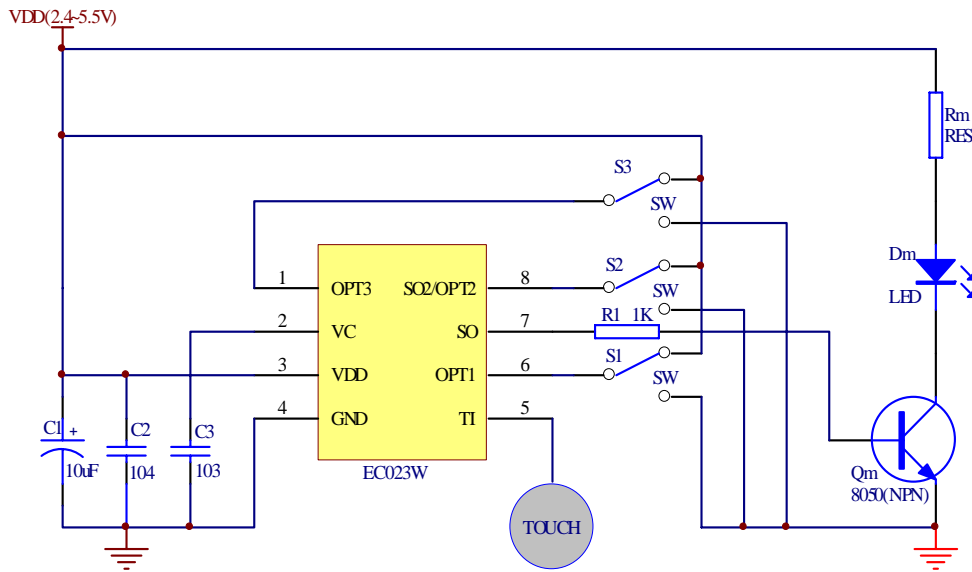 VDD(2.4~5.5V)
Rm
RES
S3
SW
Dm
LED
1 OPT3 SO2/OPT2 8
S2
SW
2 VC SO 7
R1 1K
3 VDD OPT1 6
S1
SW
4 GND TI 5
C1 +
10uF
C2
104
C3
103
EC023W
Qm
8050(NPN)
TOUCH